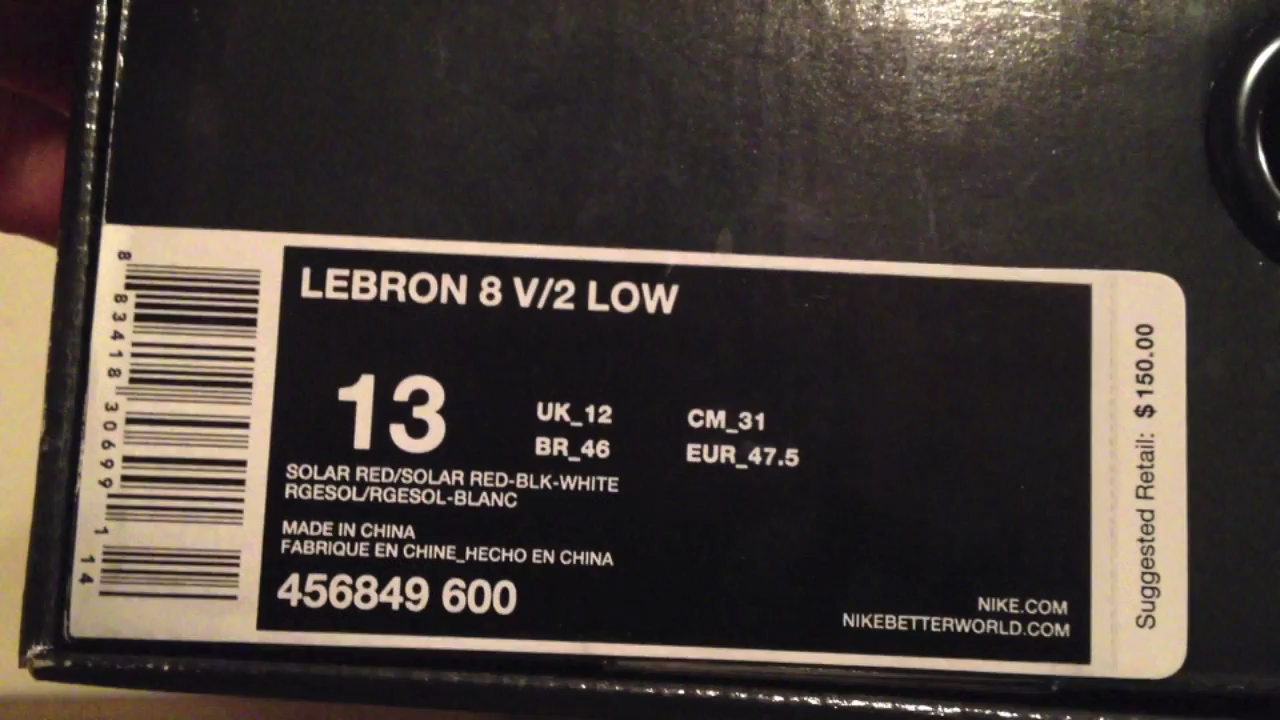 LEBRON 8 V/2 LOW
13
UK_12 CM_31
BR_46 EUR_47.5
SOLAR RED/SOLAR RED-BLK-WHITE
RGESOL/RGESOL-BLANC
MADE IN CHINA
FABRIQUE EN CHINE_HECHO EN CHINA
456849 600
NIKE.COM
NIKEBETTERWORLD.COM
Suggested Retail: $150.00
8 83418 30699 1 14